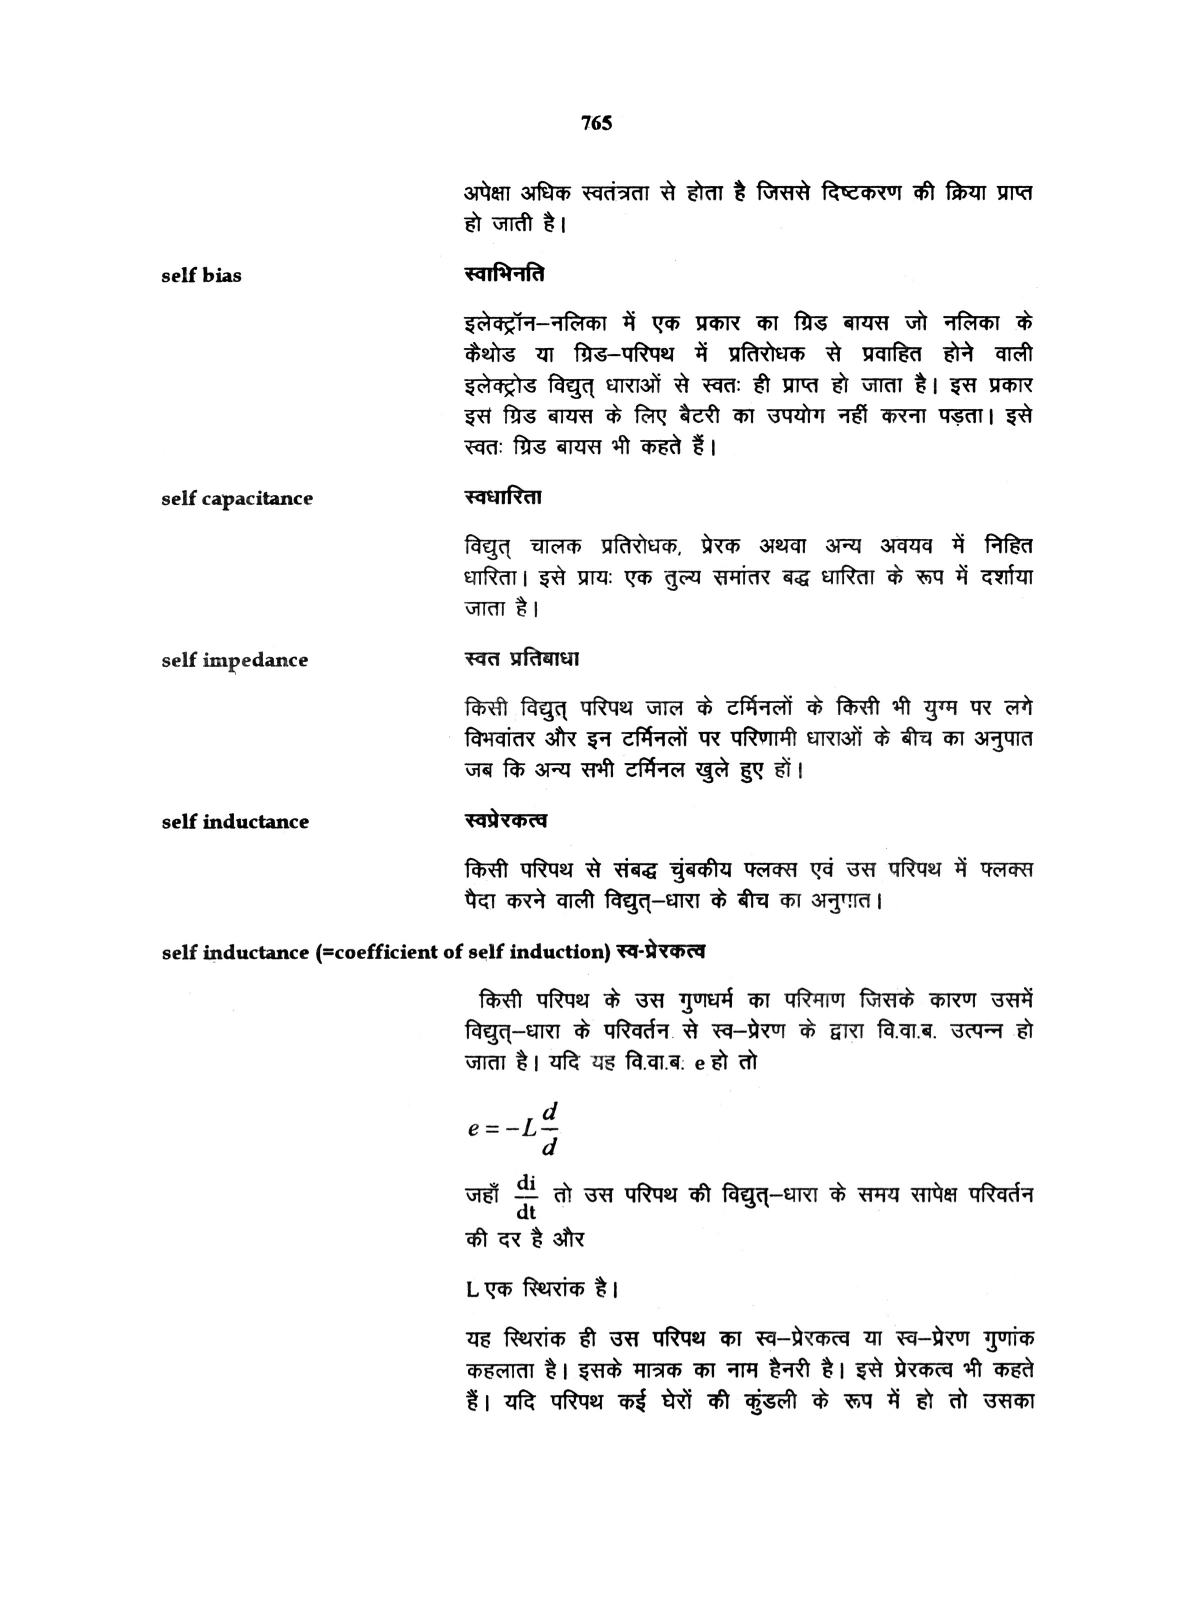 765
अपेक्षा अधिक स्वतंत्रता से होता है जिससे दिष्टकरण की क्रिया प्राप्त
हो जाती है।
self bias स्वाभिनति
इलेक्ट्रॉन–नलिका में एक प्रकार का ग्रिड बायस जो नलिका के
कैथोड या ग्रिड–परिपथ में प्रतिरोधक से प्रवाहित होने वाली
इलेक्ट्रोड विद्युत् धाराओं से स्वतः ही प्राप्त हो जाता है। इस प्रकार
इस ग्रिड बायस के लिए बैटरी का उपयोग नहीं करना पड़ता। इसे
स्वतः ग्रिड बायस भी कहते हैं।
self capacitance स्वधारिता
विद्युत् चालक प्रतिरोधक, प्रेरक अथवा अन्य अवयव में निहित
धारिता। इसे प्रायः एक तुल्य समांतर बद्ध धारिता के रूप में दर्शाया
जाता है।
self impedance स्वत प्रतिबाधा
किसी विद्युत् परिपथ जाल के टर्मिनलों के किसी भी युग्म पर लगे
विभवांतर और इन टर्मिनलों पर परिणामी धाराओं के बीच का अनुपात
जब कि अन्य सभी टर्मिनल खुले हुए हों।
self inductance स्वप्रेरकत्व
किसी परिपथ से संबद्ध चुंबकीय फ्लक्स एवं उस परिपथ में फ्लक्स
पैदा करने वाली विद्युत्–धारा के बीच का अनुपात।
self inductance (=coefficient of self induction) स्व-प्रेरकत्व
किसी परिपथ के उस गुणधर्म का परिमाण जिसके कारण उसमें
विद्युत्–धारा के परिवर्तन से स्व–प्रेरण के द्वारा वि.वा.ब. उत्पन्न हो
जाता है। यदि यह वि.वा.ब. e हो तो
e = −L d/d
जहाँ di/dt तो उस परिपथ की विद्युत्–धारा के समय सापेक्ष परिवर्तन
की दर है और
L एक स्थिरांक है।
यह स्थिरांक ही उस परिपथ का स्व–प्रेरकत्व या स्व–प्रेरण गुणांक
कहलाता है। इसके मात्रक का नाम हैनरी है। इसे प्रेरकत्व भी कहते
हैं। यदि परिपथ कई घेरों की कुंडली के रूप में हो तो उसका